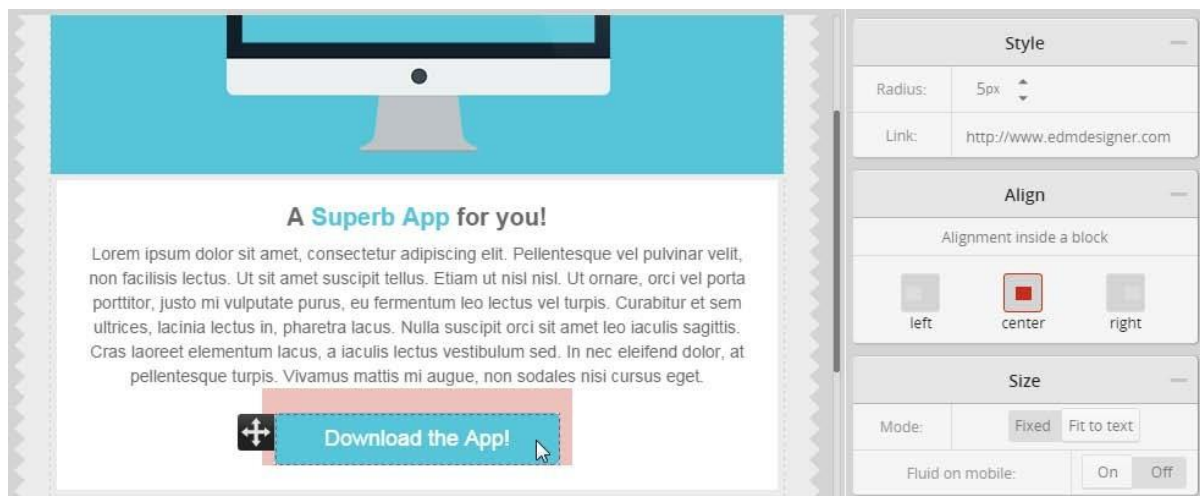 A Superb App for you!
Lorem ipsum dolor sit amet, consectetur adipiscing elit. Pellentesque vel pulvinar velit,
non facilisis lectus. Ut sit amet suscipit tellus. Etiam ut nisl nisl. Ut ornare, orci vel porta
porttitor, justo mi vulputate purus, eu fermentum leo lectus vel turpis. Curabitur et sem
ultrices, lacinia lectus in, pharetra lacus. Nulla suscipit orci sit amet leo iaculis sagittis.
Cras laoreet elementum lacus, a iaculis lectus vestibulum sed. In nec eleifend dolor, at
pellentesque turpis. Vivamus mattis mi augue, non sodales nisi cursus eget.
Download the App!
Style
Radius: 5px
Link: http://www.edmdesigner.com
Align
Alignment inside a block
left center right
Size
Mode: Fixed Fit to text
Fluid on mobile: On Off